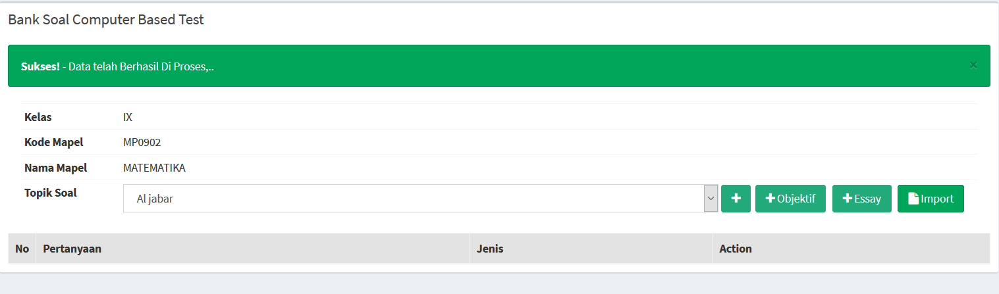 Bank Soal Computer Based Test
Sukses! - Data telah Berhasil Di Proses,..
×
Kelas IX
Kode Mapel MP0902
Nama Mapel MATEMATIKA
Topik Soal Al jabar + +Objektif +Essay Import
No Pertanyaan Jenis Action